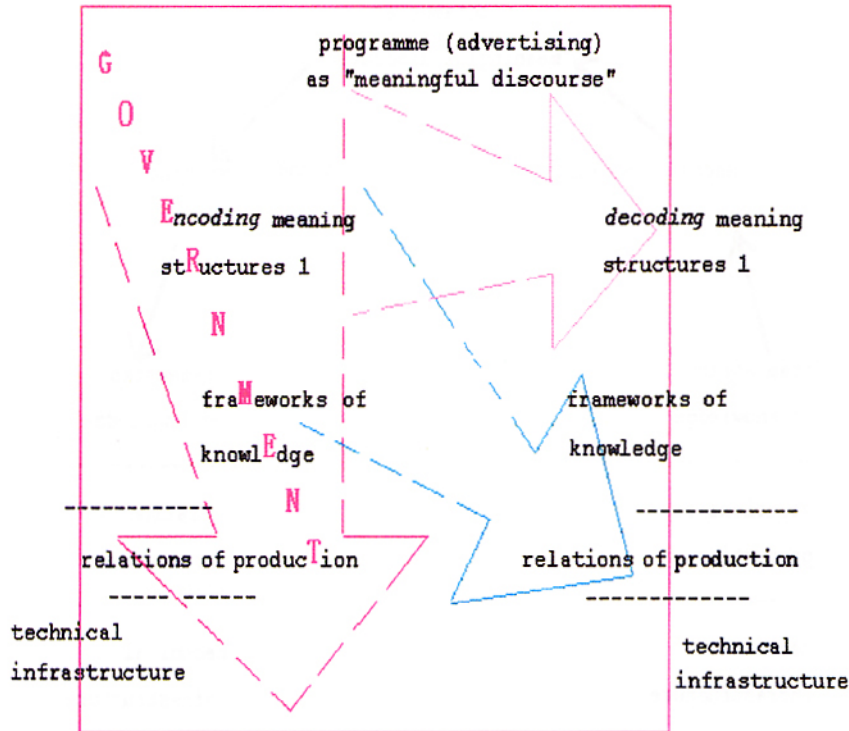 programme (advertising)
as "meaningful discourse"
GOVERNMENT
Encoding meaning
stRuctures 1
decoding meaning
structures 1
fraMeworks of
knowlEdge
frameworks of
knowledge
relations of producTion
relations of production
technical
infrastructure
technical
infrastructure